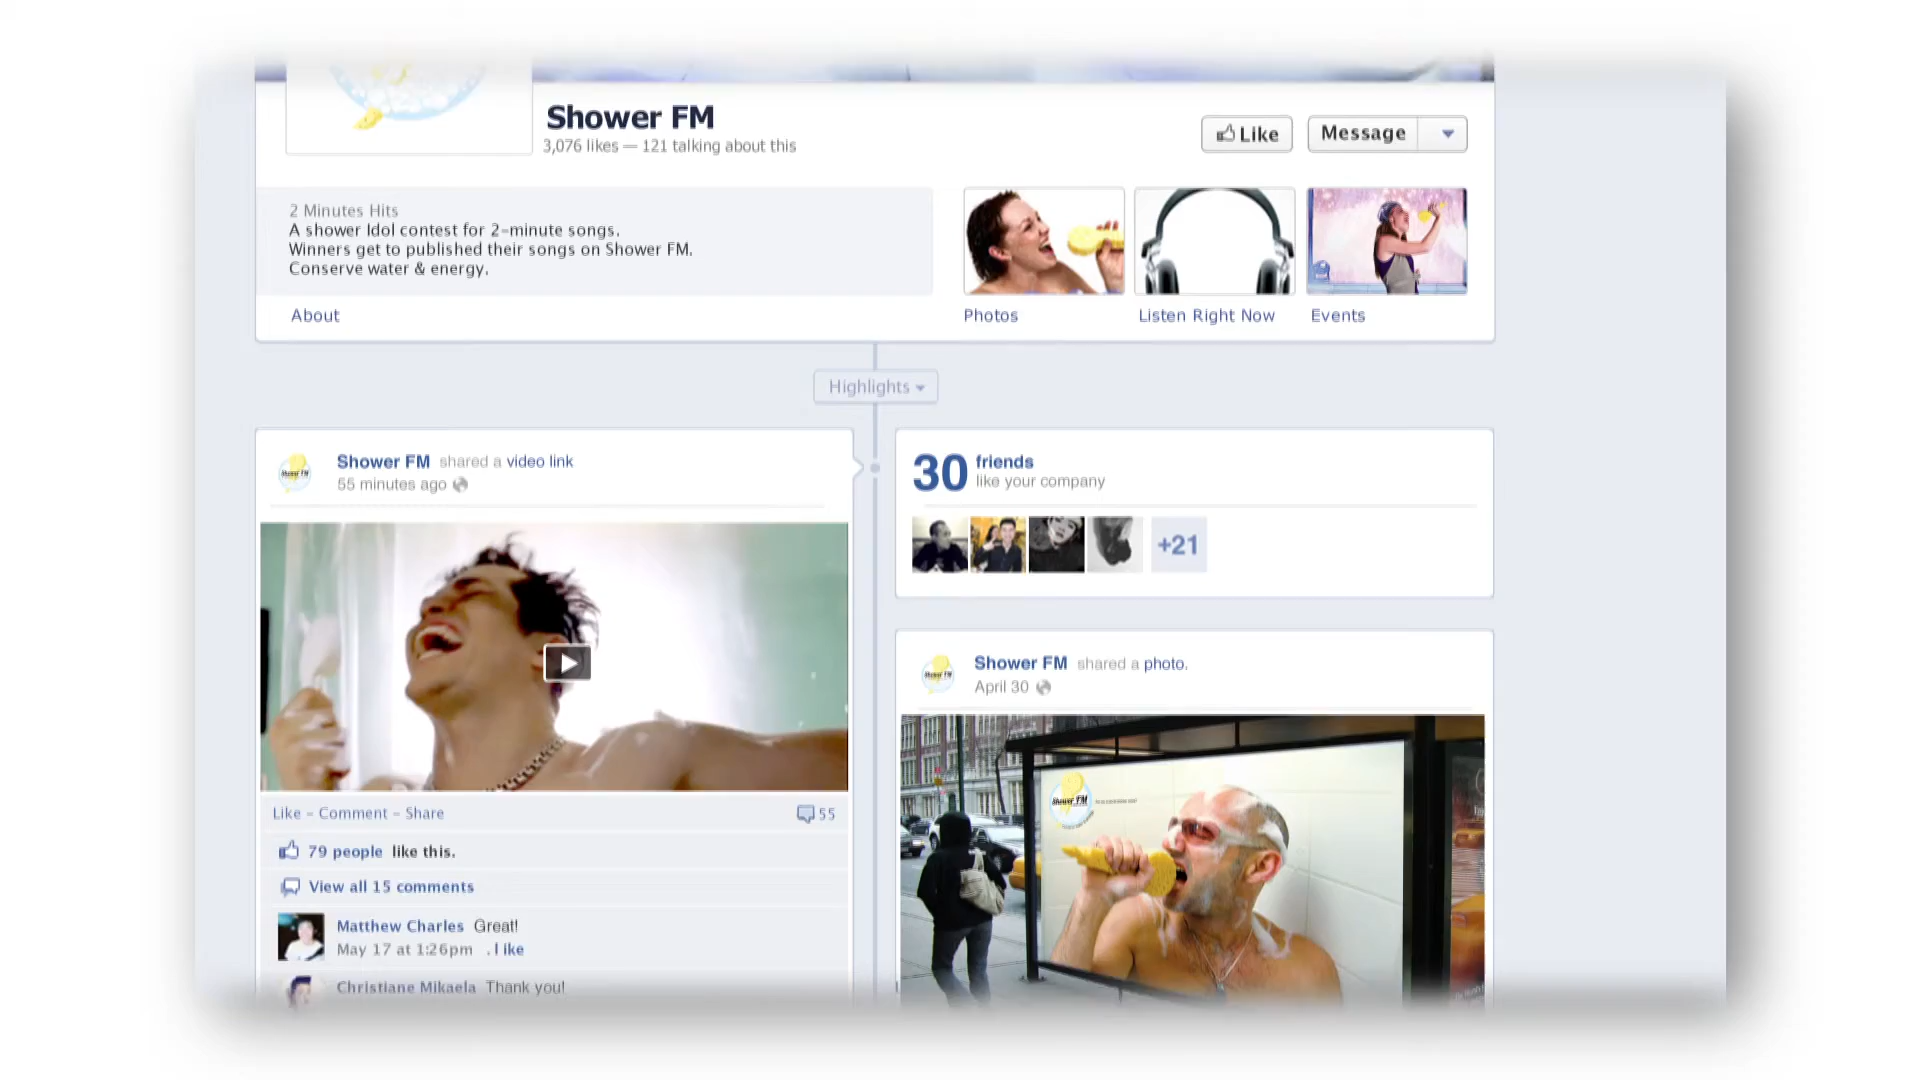 Shower FM
3,076 likes — 121 talking about this
Like
Message
2 Minutes Hits
A shower Idol contest for 2-minute songs.
Winners get to published their songs on Shower FM.
Conserve water & energy.
About
Photos
Listen Right Now
Events
Highlights
Shower FM shared a video link
55 minutes ago
Like - Comment - Share
55
79 people like this.
View all 15 comments
Matthew Charles Great!
May 17 at 1:26pm . I like
Christiane Mikaela Thank you!
30 friends
like your company
+21
Shower FM shared a photo.
April 30
Shower FM